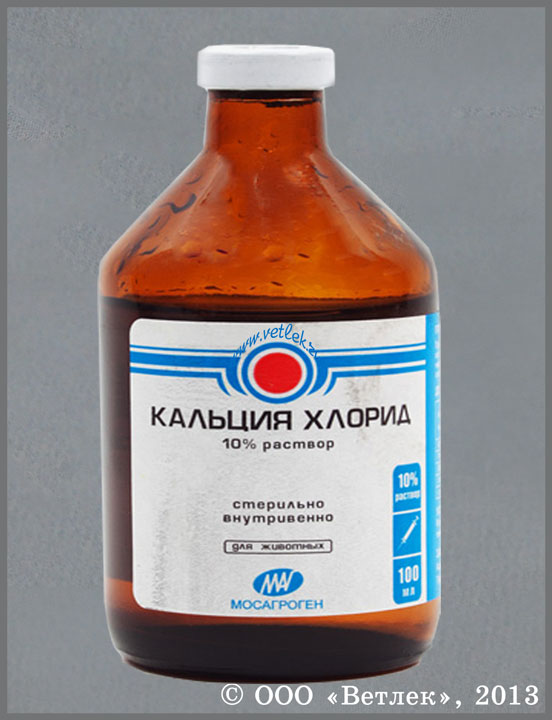 www.vetlek.ru
КАЛЬЦИЯ ХЛОРИД
10% раствор
стерильно
внутривенно
для животных
МОСАГРОГЕН
10%
раствор
100
мл
© ООО «Ветлек», 2013